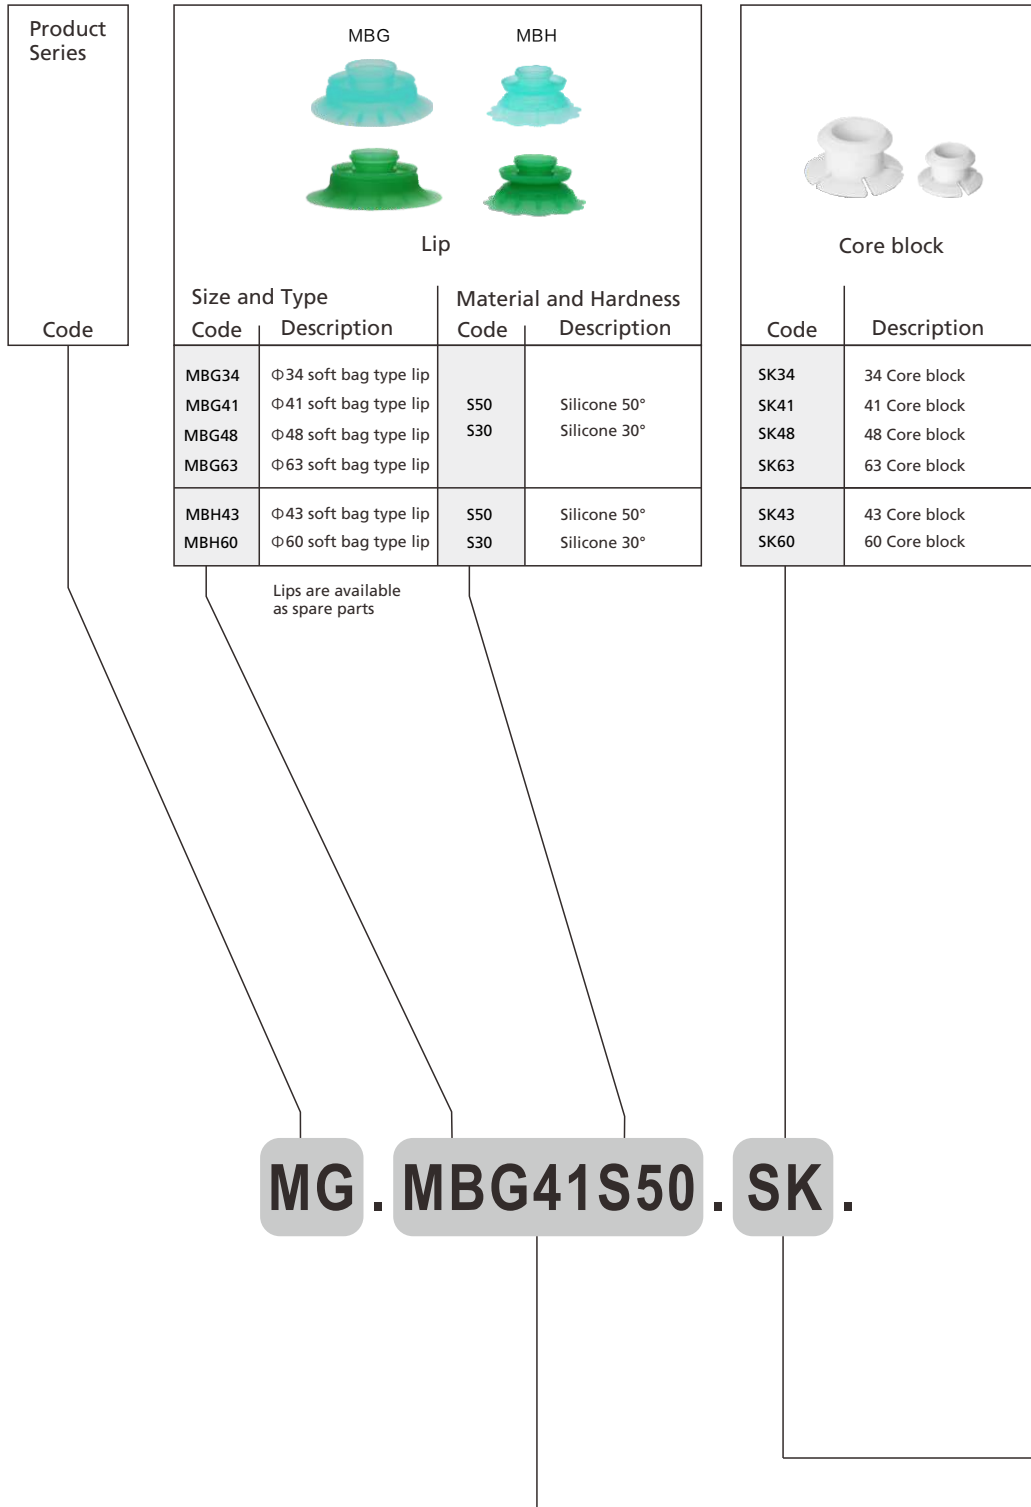 Product
Series
Code
MBG MBH
Lip
Size and Type Material and Hardness
Code Description Code Description
MBG34 Φ34 soft bag type lip
MBG41 Φ41 soft bag type lip S50 Silicone 50°
MBG48 Φ48 soft bag type lip S30 Silicone 30°
MBG63 Φ63 soft bag type lip
MBH43 Φ43 soft bag type lip S50 Silicone 50°
MBH60 Φ60 soft bag type lip S30 Silicone 30°
Lips are available
as spare parts
Core block
Code Description
SK34 34 Core block
SK41 41 Core block
SK48 48 Core block
SK63 63 Core block
SK43 43 Core block
SK60 60 Core block
MG . MBG41S50 . SK .